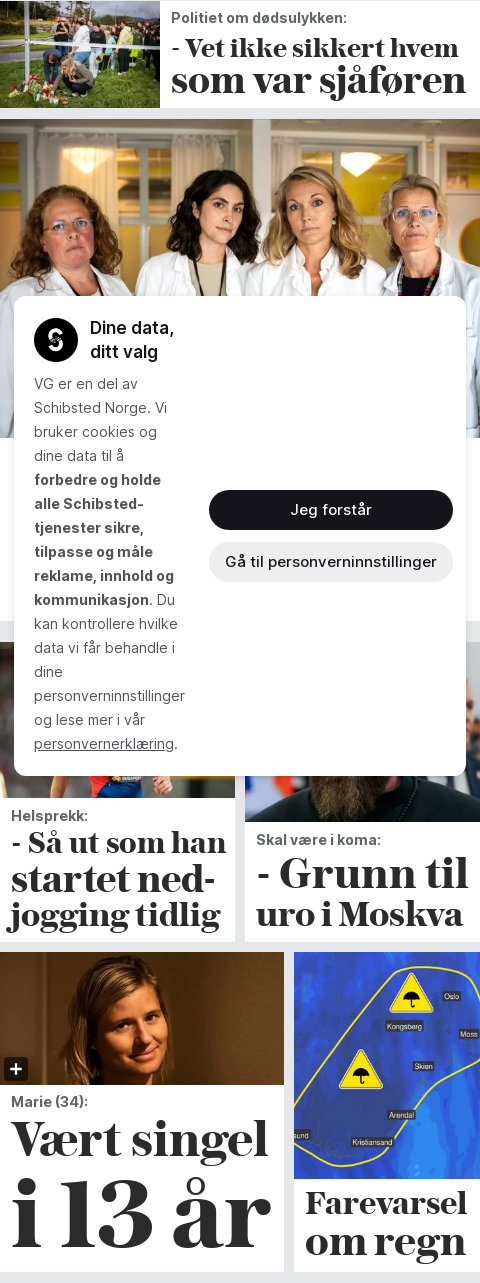 Politiet om dødsulykken:
- Vet ikke sikkert hvem
som var sjåføren
Dine data,
ditt valg
VG er en del av
Schibsted Norge. Vi
bruker cookies og
dine data til å
forbedre og holde
alle Schibsted-
tjenester sikre,
tilpasse og måle
reklame, innhold og
kommunikasjon. Du
kan kontrollere hvilke
data vi får behandle i
dine
personverninnstillinger
og lese mer i vår
personvernerklæring.
Jeg forstår
Gå til personverninnstillinger
Helsprekk:
- Så ut som han
startet ned-
jogging tidlig
Skal være i koma:
- Grunn til
uro i Moskva
Marie (34):
Vært singel
i 13 år
Oslo
Kongsberg
Moss
Skien
Arendal
sund
Kristiansand
Farevarsel
om regn